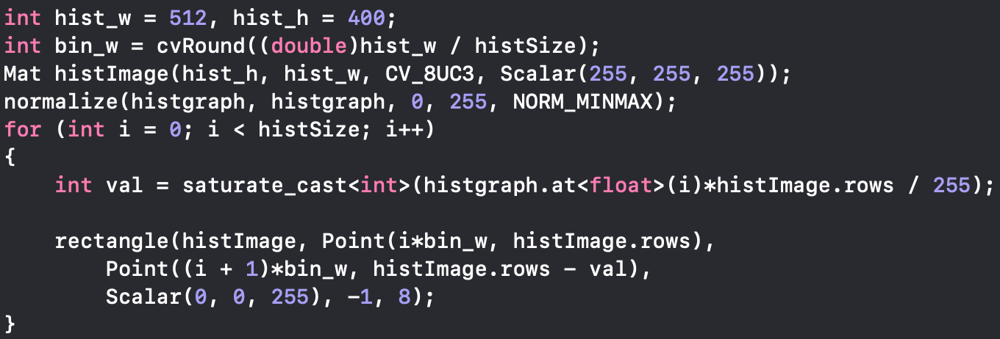 int hist_w = 512, hist_h = 400;
int bin_w = cvRound((double)hist_w / histSize);
Mat histImage(hist_h, hist_w, CV_8UC3, Scalar(255, 255, 255));
normalize(histgraph, histgraph, 0, 255, NORM_MINMAX);
for (int i = 0; i < histSize; i++)
{
    int val = saturate_cast<int>(histgraph.at<float>(i)*histImage.rows / 255);
    rectangle(histImage, Point(i*bin_w, histImage.rows),
        Point((i + 1)*bin_w, histImage.rows - val),
        Scalar(0, 0, 255), -1, 8);
}